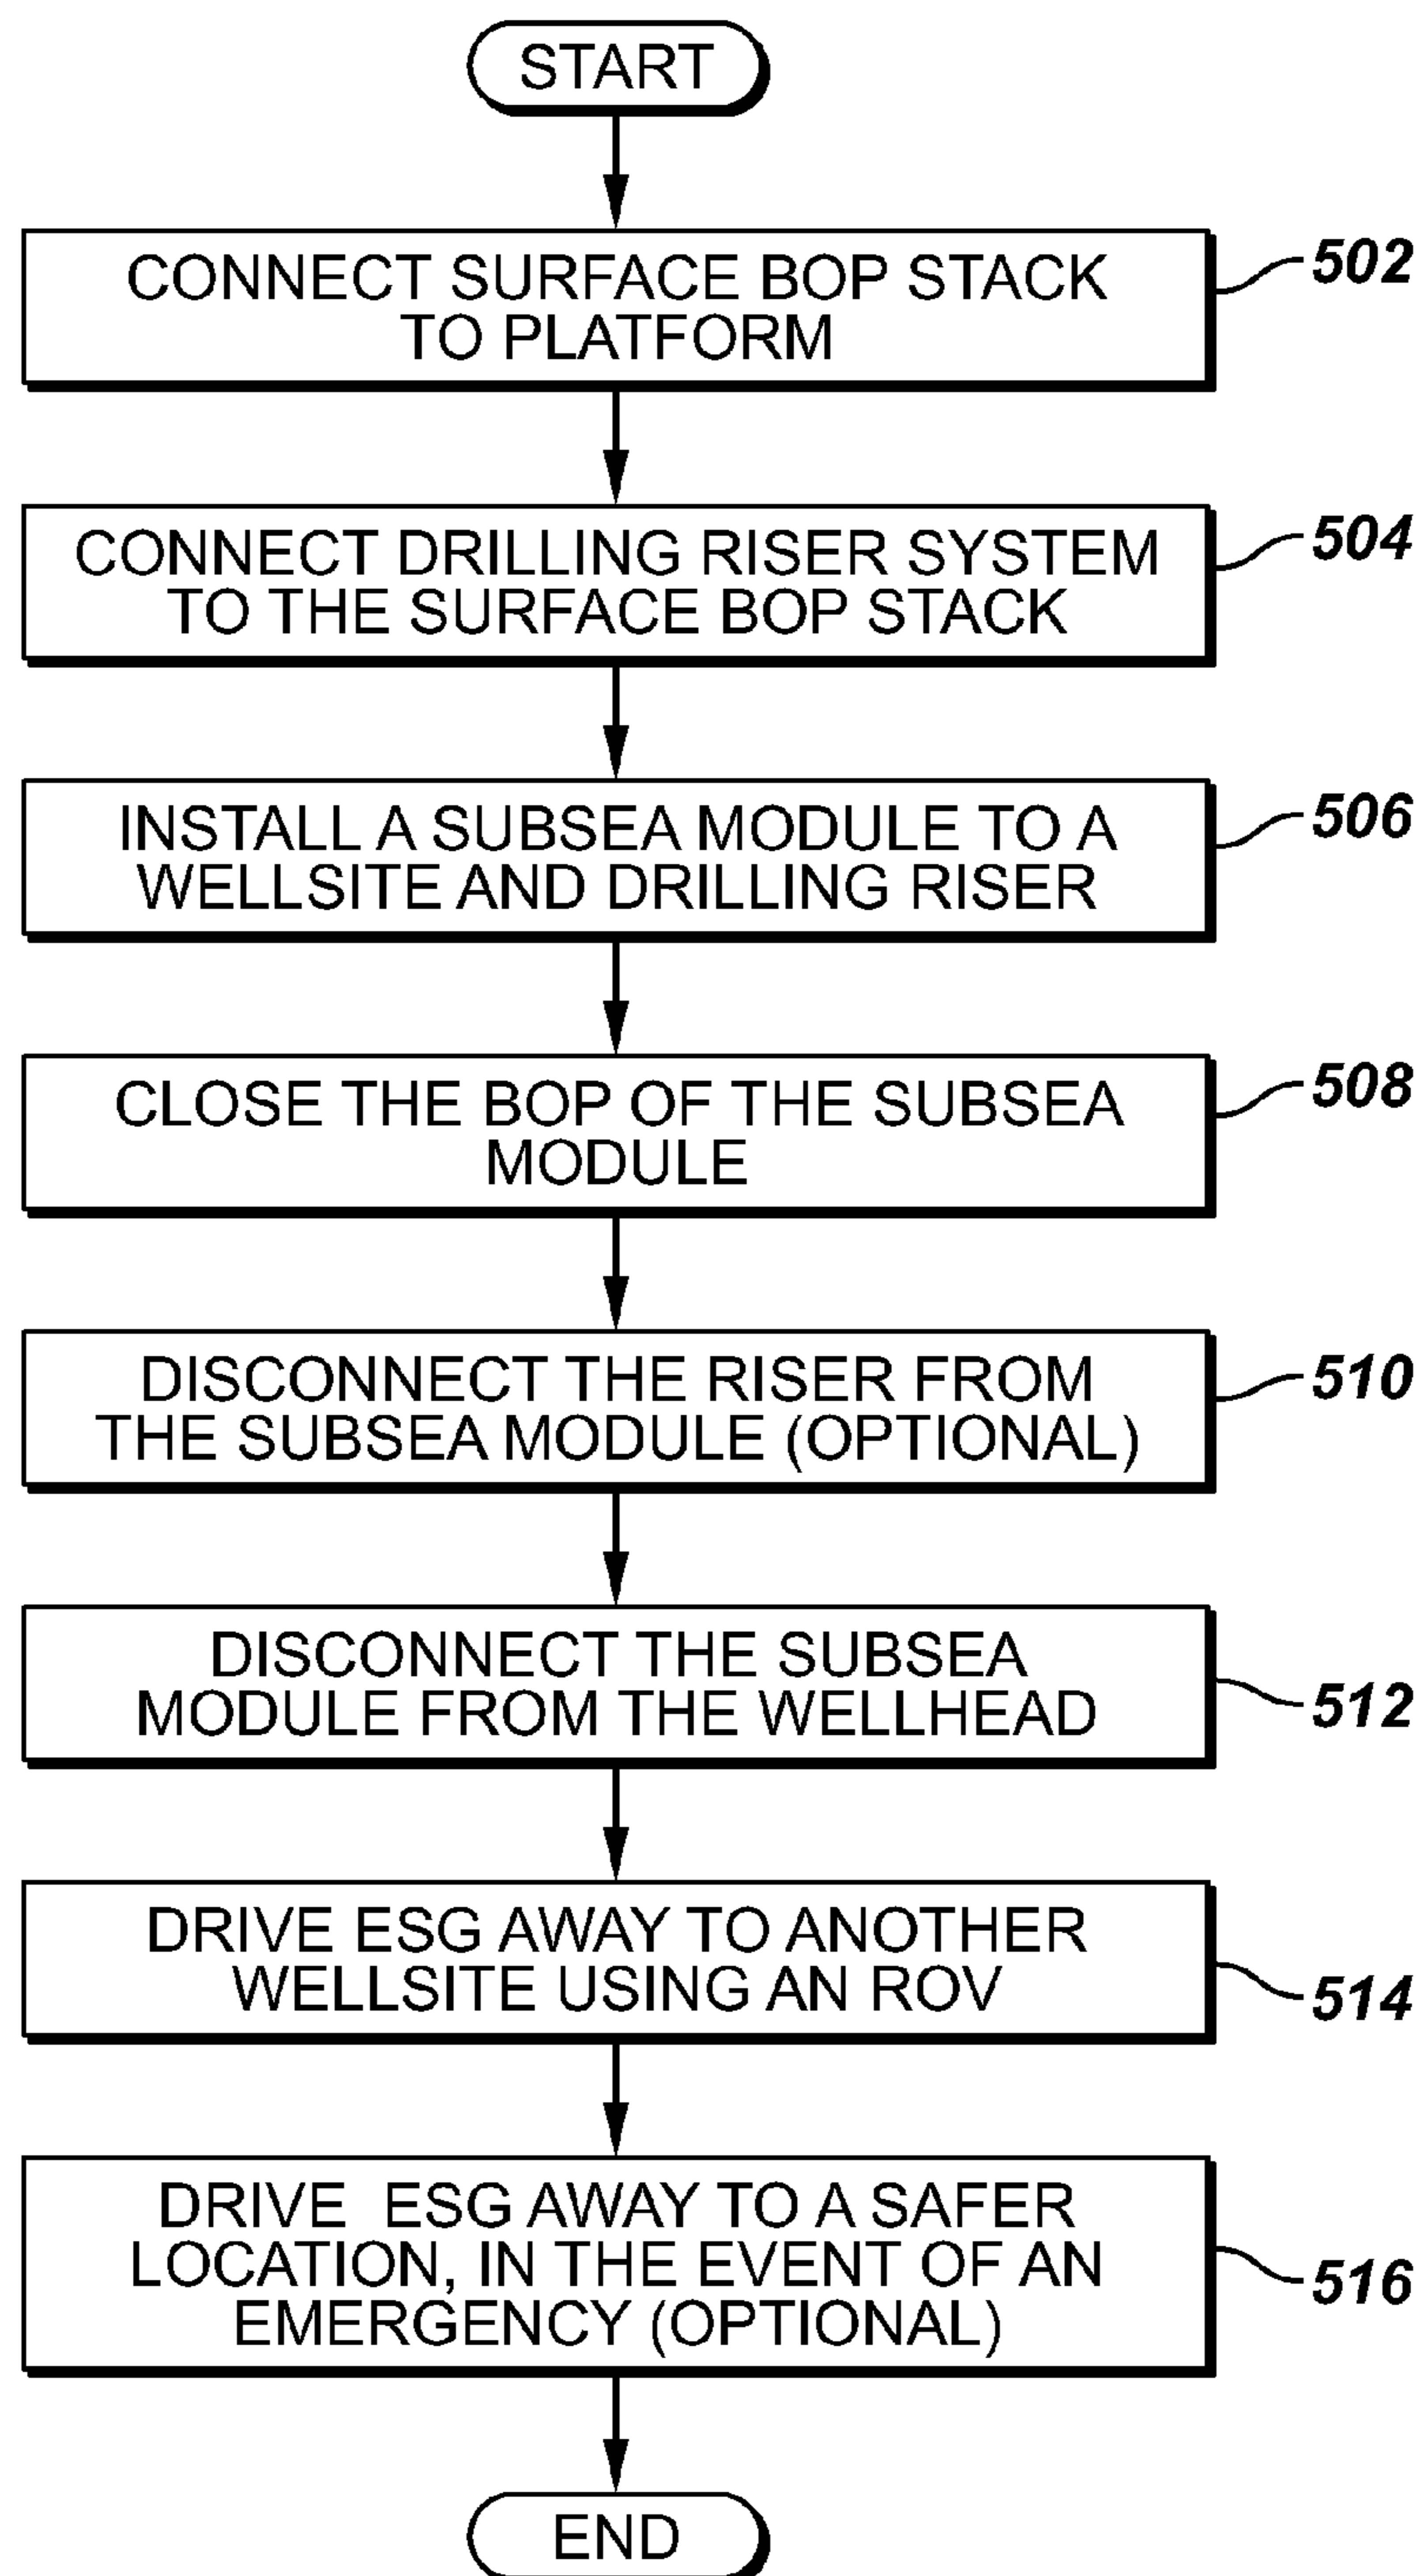 START
CONNECT SURFACE BOP STACK
TO PLATFORM
502
CONNECT DRILLING RISER SYSTEM
TO THE SURFACE BOP STACK
504
INSTALL A SUBSEA MODULE TO A
WELLSITE AND DRILLING RISER
506
CLOSE THE BOP OF THE SUBSEA
MODULE
508
DISCONNECT THE RISER FROM
THE SUBSEA MODULE (OPTIONAL)
510
DISCONNECT THE SUBSEA
MODULE FROM THE WELLHEAD
512
DRIVE ESG AWAY TO ANOTHER
WELLSITE USING AN ROV
514
DRIVE ESG AWAY TO A SAFER
LOCATION, IN THE EVENT OF AN
EMERGENCY (OPTIONAL)
516
END